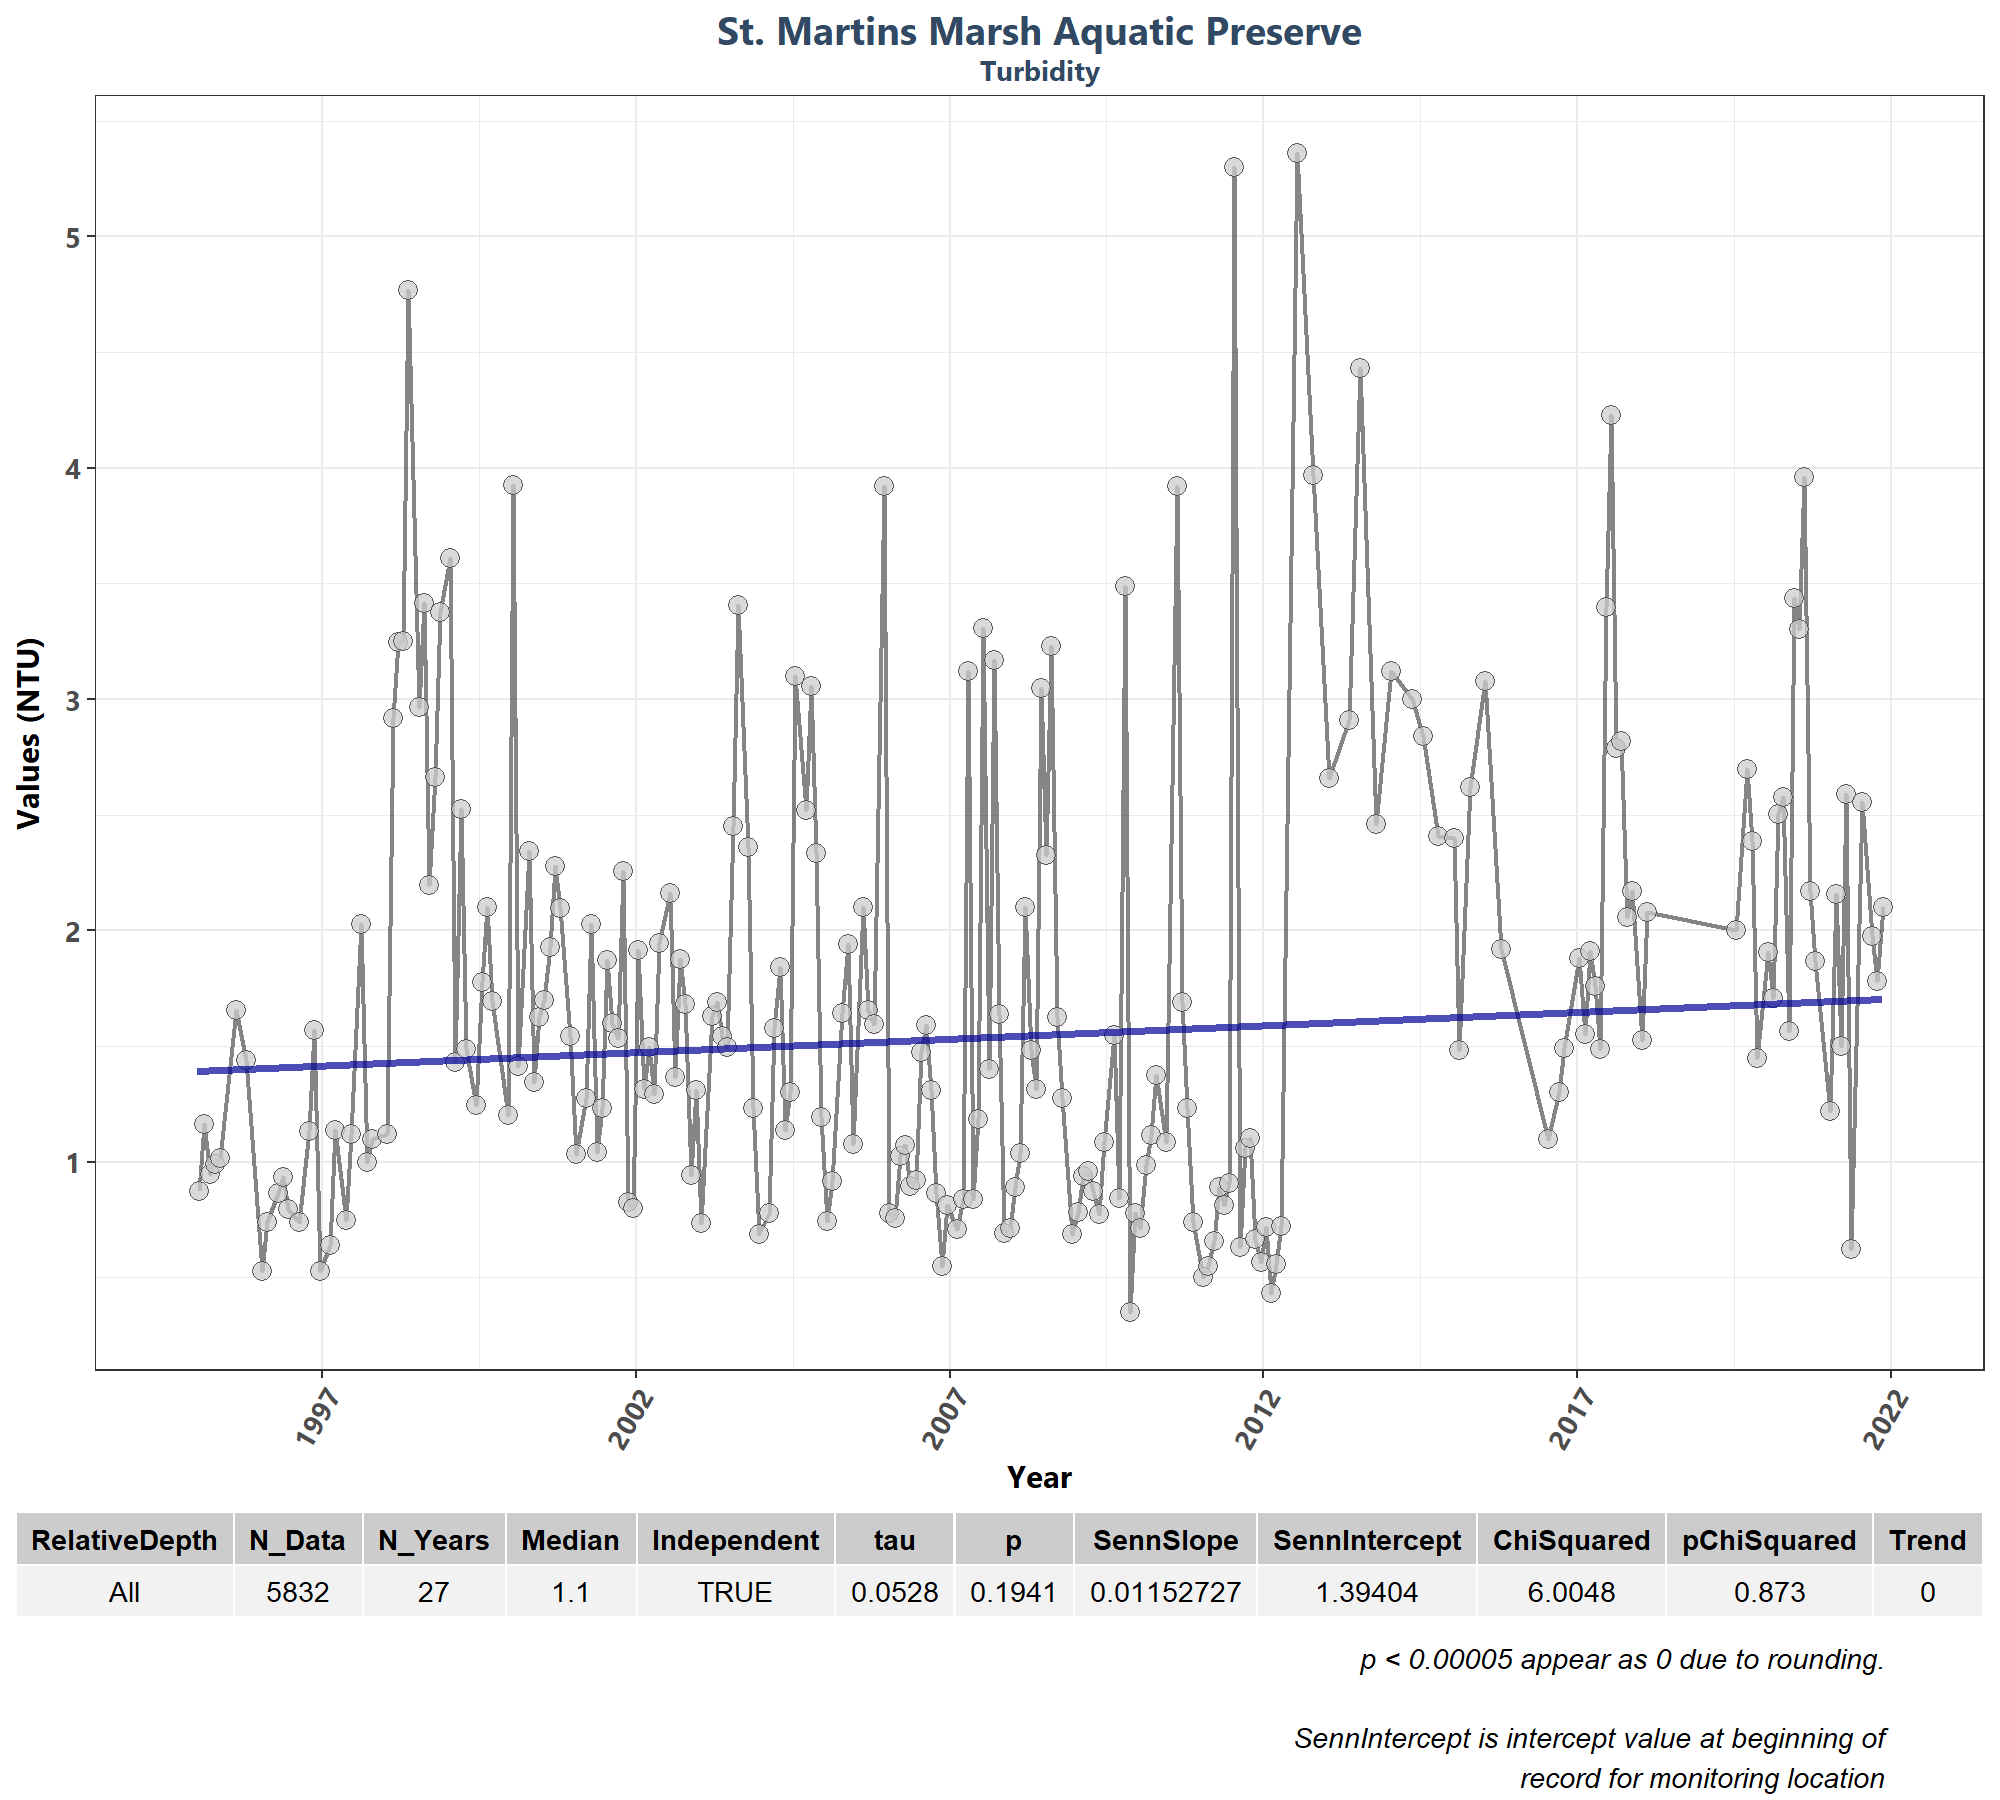 St. Martins Marsh Aquatic Preserve
Turbidity
Values (NTU)
5
4
3
2
1
1997
2002
2007
2012
2017
2022
Year
RelativeDepth N_Data N_Years Median Independent tau p SennSlope SennIntercept ChiSquared pChiSquared Trend
All 5832 27 1.1 TRUE 0.0528 0.1941 0.01152727 1.39404 6.0048 0.873 0
p < 0.00005 appear as 0 due to rounding.
SennIntercept is intercept value at beginning of
record for monitoring location